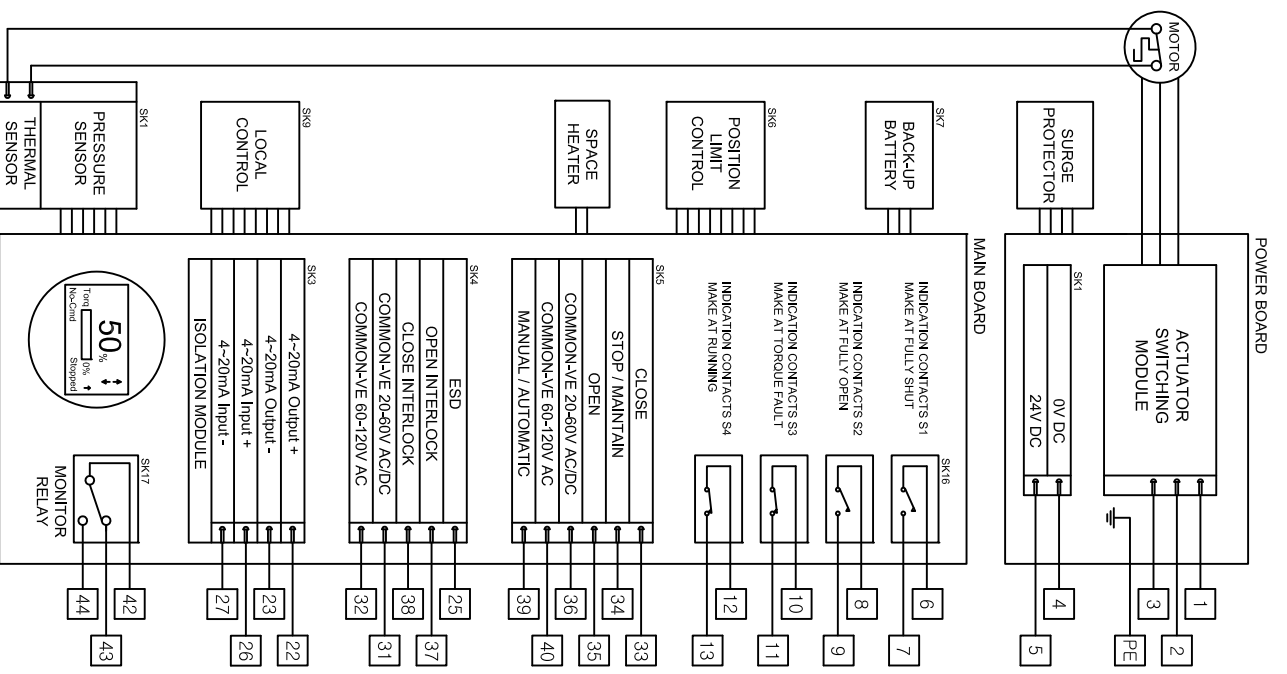 POWER BOARD
MOTOR
ACTUATOR
SWITCHING
MODULE
1
2
3
PE
SURGE
PROTECTOR
SK1
0V DC
24V DC
4
5
MAIN BOARD
SK7
BACK-UP
BATTERY
SK6
POSITION
LIMIT
CONTROL
SPACE
HEATER
SK9
LOCAL
CONTROL
SK1
PRESSURE
SENSOR
THERMAL
SENSOR
INDICATION CONTACTS S1
MAKE AT FULLY SHUT
SK16
6
7
INDICATION CONTACTS S2
MAKE AT FULLY OPEN
8
9
INDICATION CONTACTS S3
MAKE AT TORQUE FAULT
10
11
INDICATION CONTACTS S4
MAKE AT RUNNING
12
13
SK5
CLOSE
STOP / MAINTAIN
OPEN
COMMON-VE 20-60V AC/DC
COMMON-VE 60-120V AC
MANUAL / AUTOMATIC
33
34
35
36
40
39
SK4
ESD
OPEN INTERLOCK
CLOSE INTERLOCK
COMMON-VE 20-60V AC/DC
COMMON-VE 60-120V AC
25
37
38
31
32
SK3
4~20mA Output +
4~20mA Output -
4~20mA Input +
4~20mA Input -
ISOLATION MODULE
22
23
26
27
50%
Torq 0%
No-Cmd Stopped
SK17
MONITOR
RELAY
42
43
44